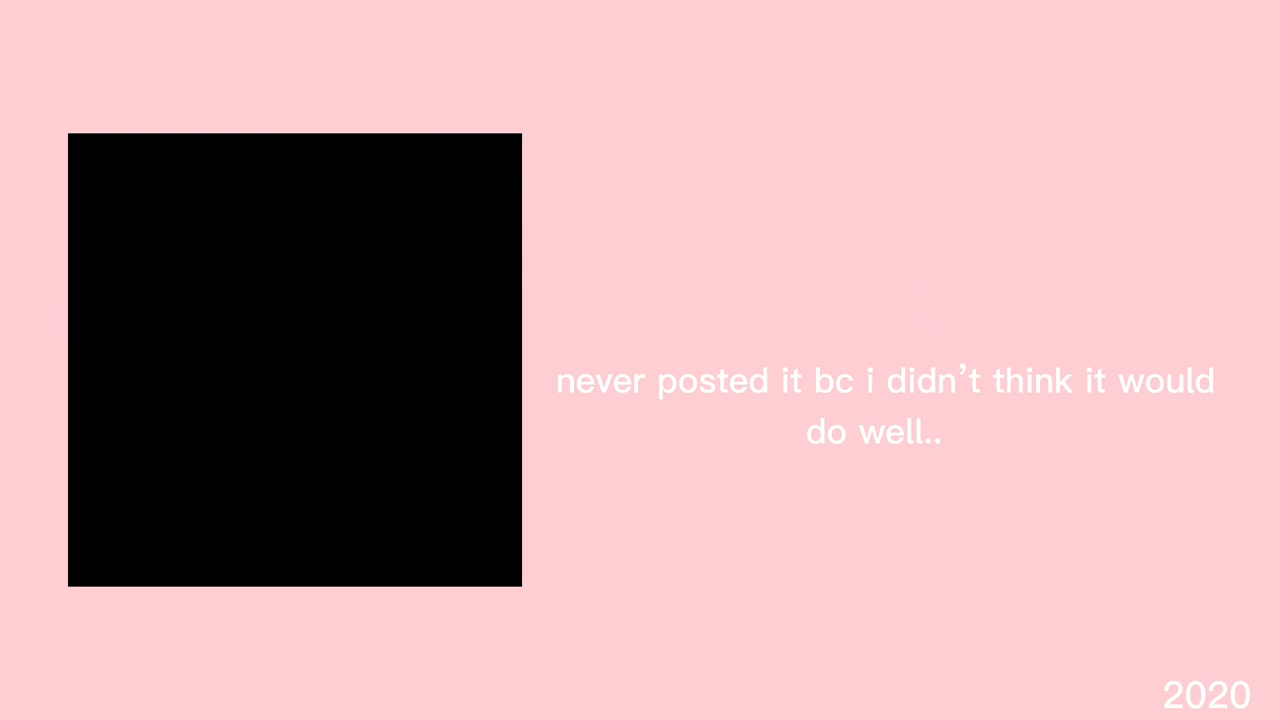 never posted it bc i didn’t think it would
do well..
2020